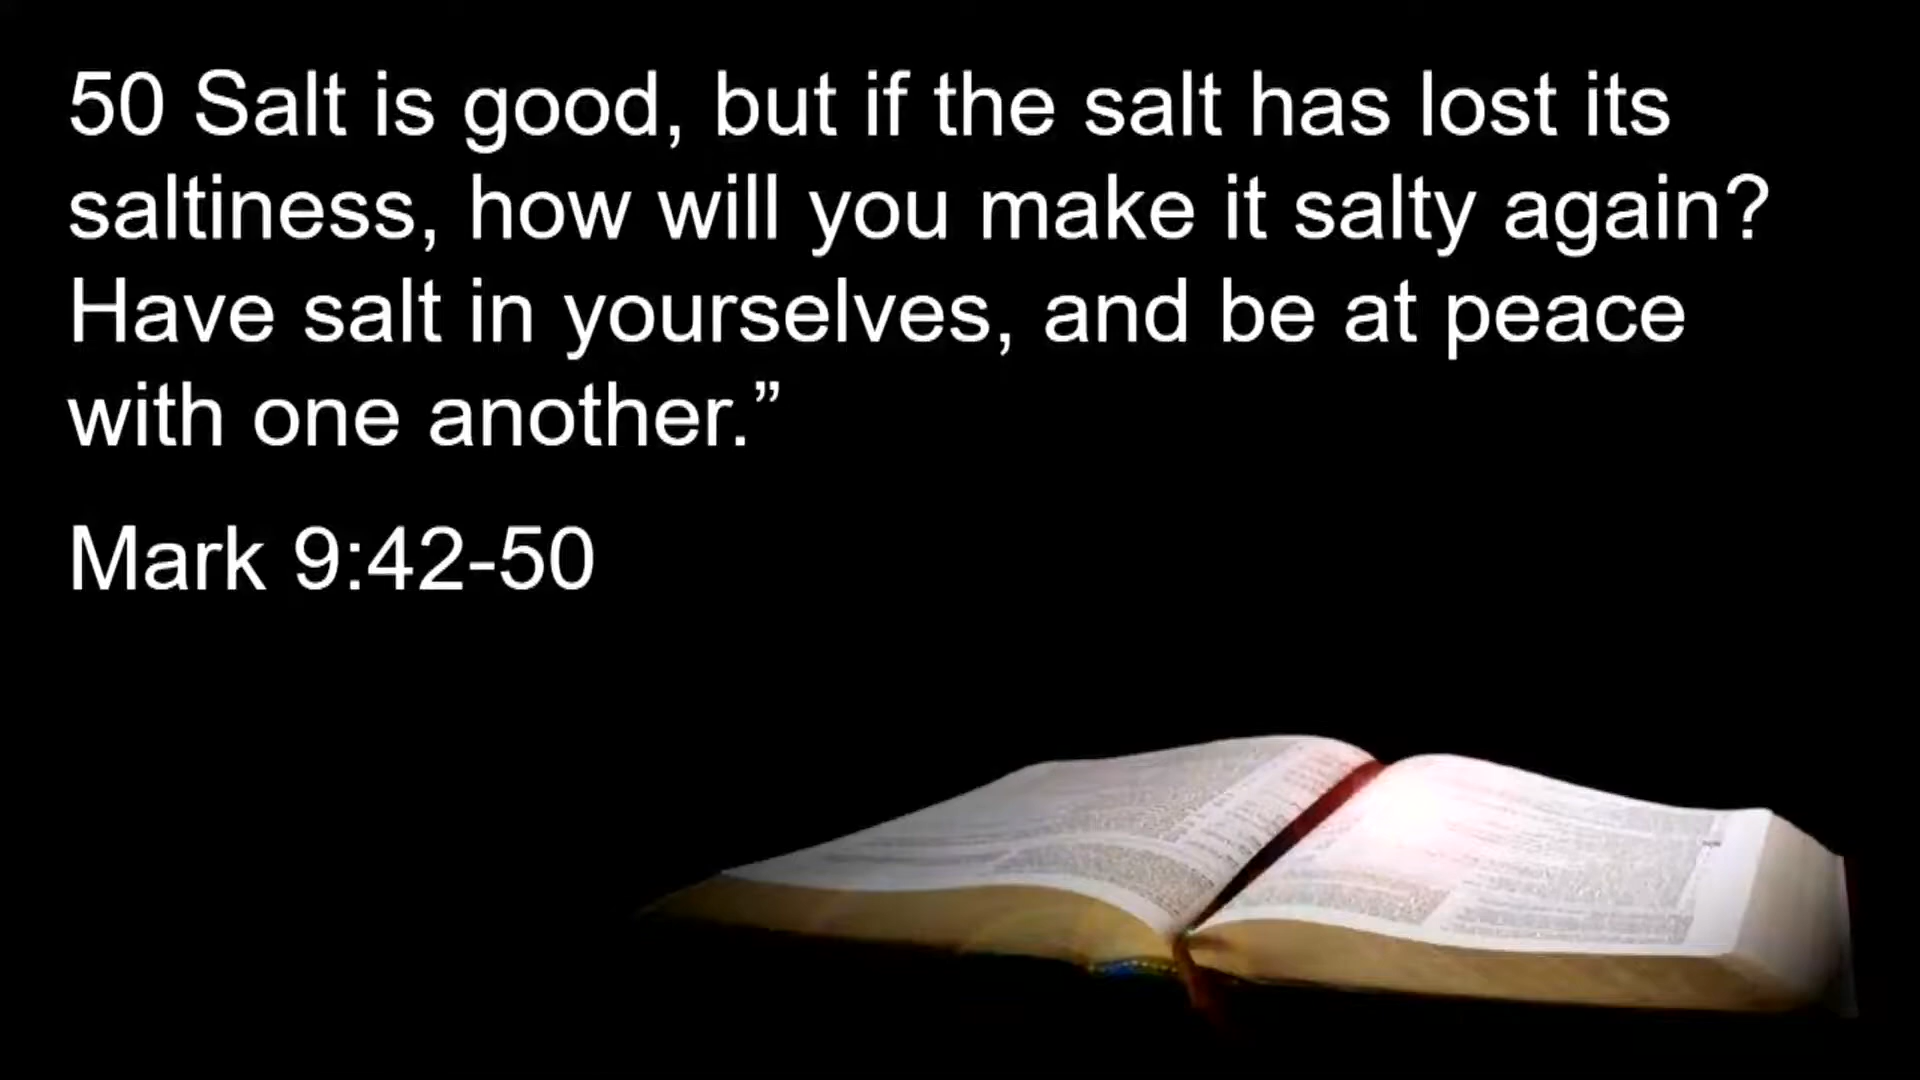 50 Salt is good, but if the salt has lost its
saltiness, how will you make it salty again?
Have salt in yourselves, and be at peace
with one another.”
Mark 9:42-50